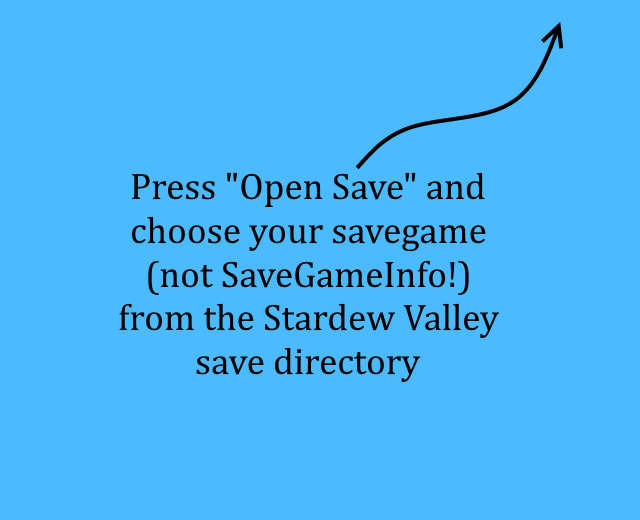 Press "Open Save" and
choose your savegame
(not SaveGameInfo!)
from the Stardew Valley
save directory